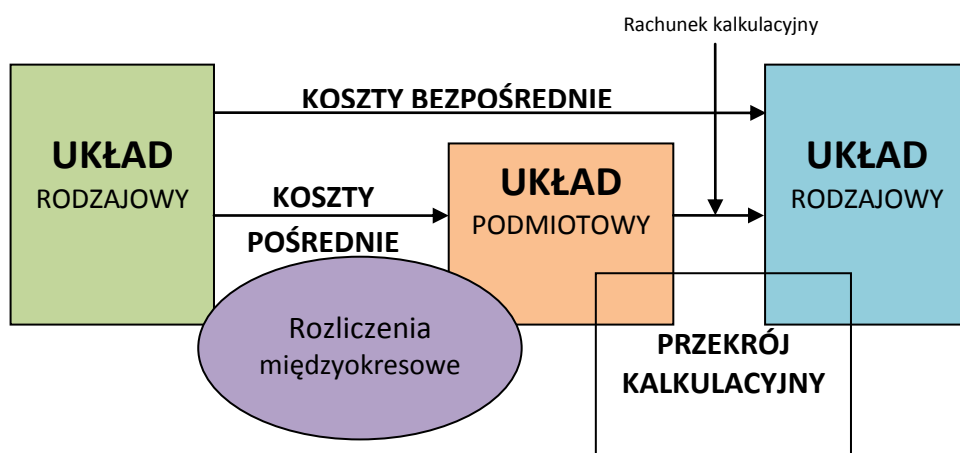 Rachunek kalkulacyjny
KOSZTY BEZPOŚREDNIE
UKŁAD
RODZAJOWY
UKŁAD
PODMIOTOWY
UKŁAD
RODZAJOWY
KOSZTY
POŚREDNIE
Rozliczenia
międzyokresowe
PRZEKRÓJ
KALKULACYJNY